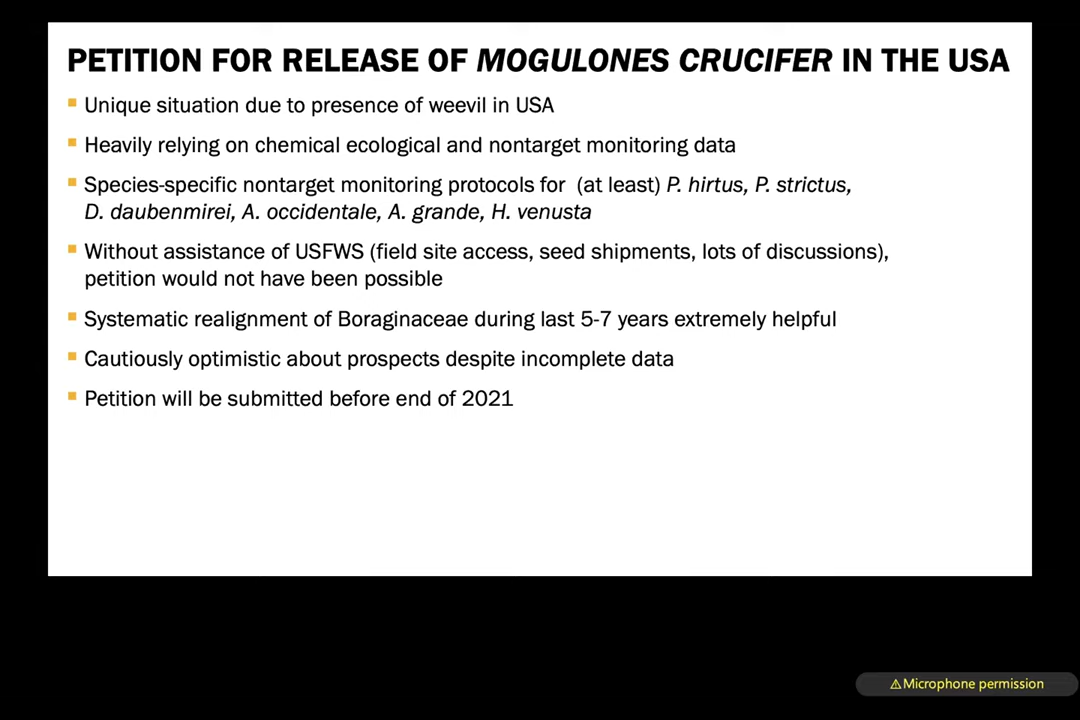 PETITION FOR RELEASE OF MOGULONES CRUCIFER IN THE USA
Unique situation due to presence of weevil in USA
Heavily relying on chemical ecological and nontarget monitoring data
Species-specific nontarget monitoring protocols for (at least) P. hirtus, P. strictus,
D. daubenmirei, A. occidentale, A. grande, H. venusta
Without assistance of USFWS (field site access, seed shipments, lots of discussions),
petition would not have been possible
Systematic realignment of Boraginaceae during last 5-7 years extremely helpful
Cautiously optimistic about prospects despite incomplete data
Petition will be submitted before end of 2021
⚠Microphone permission